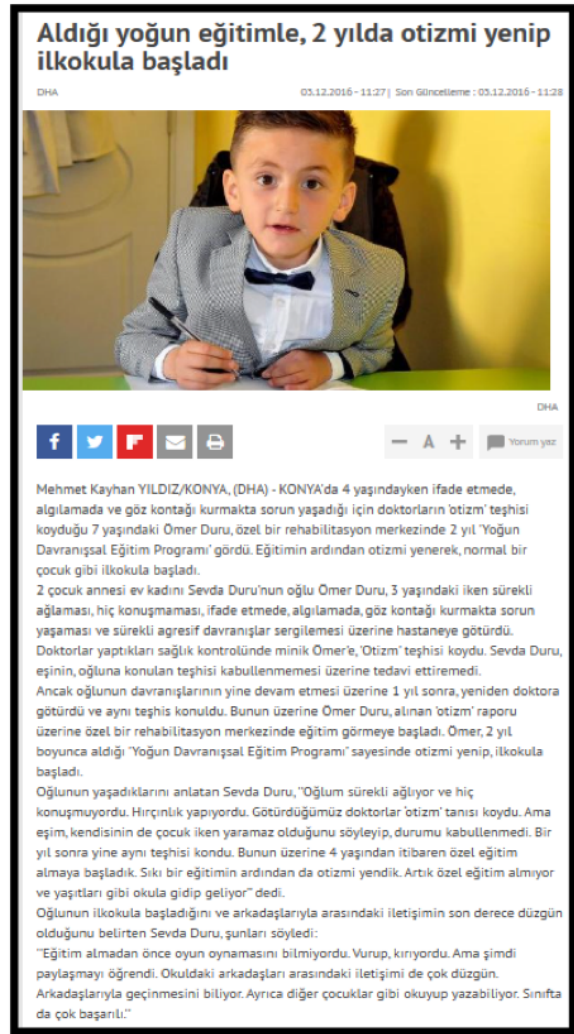 Aldığı yoğun eğitimle, 2 yılda otizmi yenip
ilkokula başladı
DHA
03.12.2016 - 11:27 | Son Güncelleme : 03.12.2016 - 11:28
DHA
A
Yorum yaz
Mehmet Kayhan YILDIZ/KONYA, (DHA) - KONYA'da 4 yaşındayken ifade etmede,
algılamada ve göz kontağı kurmakta sorun yaşadığı için doktorların 'otizm' teşhisi
koyduğu 7 yaşındaki Ömer Duru, özel bir rehabilitasyon merkezinde 2 yıl 'Yoğun
Davranışsal Eğitim Programı' gördü. Eğitimin ardından otizmi yenerek, normal bir
çocuk gibi ilkokula başladı.
2 çocuk annesi ev kadını Sevda Duru'nun oğlu Ömer Duru, 3 yaşındaki iken sürekli
ağlaması, hiç konuşmaması, ifade etmede, algılamada, göz kontağı kurmakta sorun
yaşaması ve sürekli agresif davranışlar sergilemesi üzerine hastaneye götürdü.
Doktorlar yaptıkları sağlık kontrolünde minik Ömer'e, 'Otizm' teşhisi koydu. Sevda Duru,
eşinin, oğluna konulan teşhisi kabullenmemesi üzerine tedavi ettiremedi.
Ancak oğlunun davranışlarının yine devam etmesi üzerine 1 yıl sonra, yeniden doktora
götürdü ve aynı teşhis konuldu. Bunun üzerine Ömer Duru, alınan 'otizm' raporu
üzerine özel bir rehabilitasyon merkezinde eğitim görmeye başladı. Ömer, 2 yıl
boyunca aldığı 'Yoğun Davranışsal Eğitim Programı' sayesinde otizmi yenip, ilkokula
başladı.
Oğlunun yaşadıklarını anlatan Sevda Duru, "Oğlum sürekli ağlıyor ve hiç
konuşmuyordu. Hırçınlık yapıyordu. Götürdüğümüz doktorlar 'otizm' tanısı koydu. Ama
eşim, kendisinin de çocuk iken yaramaz olduğunu söyleyip, durumu kabullenmedi. Bir
yıl sonra yine aynı teşhisi kondu. Bunun üzerine 4 yaşından itibaren özel eğitim
almaya başladık. Sıkı bir eğitimin ardından da otizmi yendik. Artık özel eğitim almıyor
ve yaşıtları gibi okula gidip geliyor" dedi.
Oğlunun ilkokula başladığını ve arkadaşlarıyla arasındaki iletişimin son derece düzgün
olduğunu belirten Sevda Duru, şunları söyledi:
"Eğitim almadan önce oyun oynamasını bilmiyordu. Vurup, kırıyordu. Ama şimdi
paylaşmayı öğrendi. Okuldaki arkadaşları arasındaki iletişimi de çok düzgün.
Arkadaşlarıyla geçinmesini biliyor. Ayrıca diğer çocuklar gibi okuyup yazabiliyor. Sınıfta
da çok başarılı."